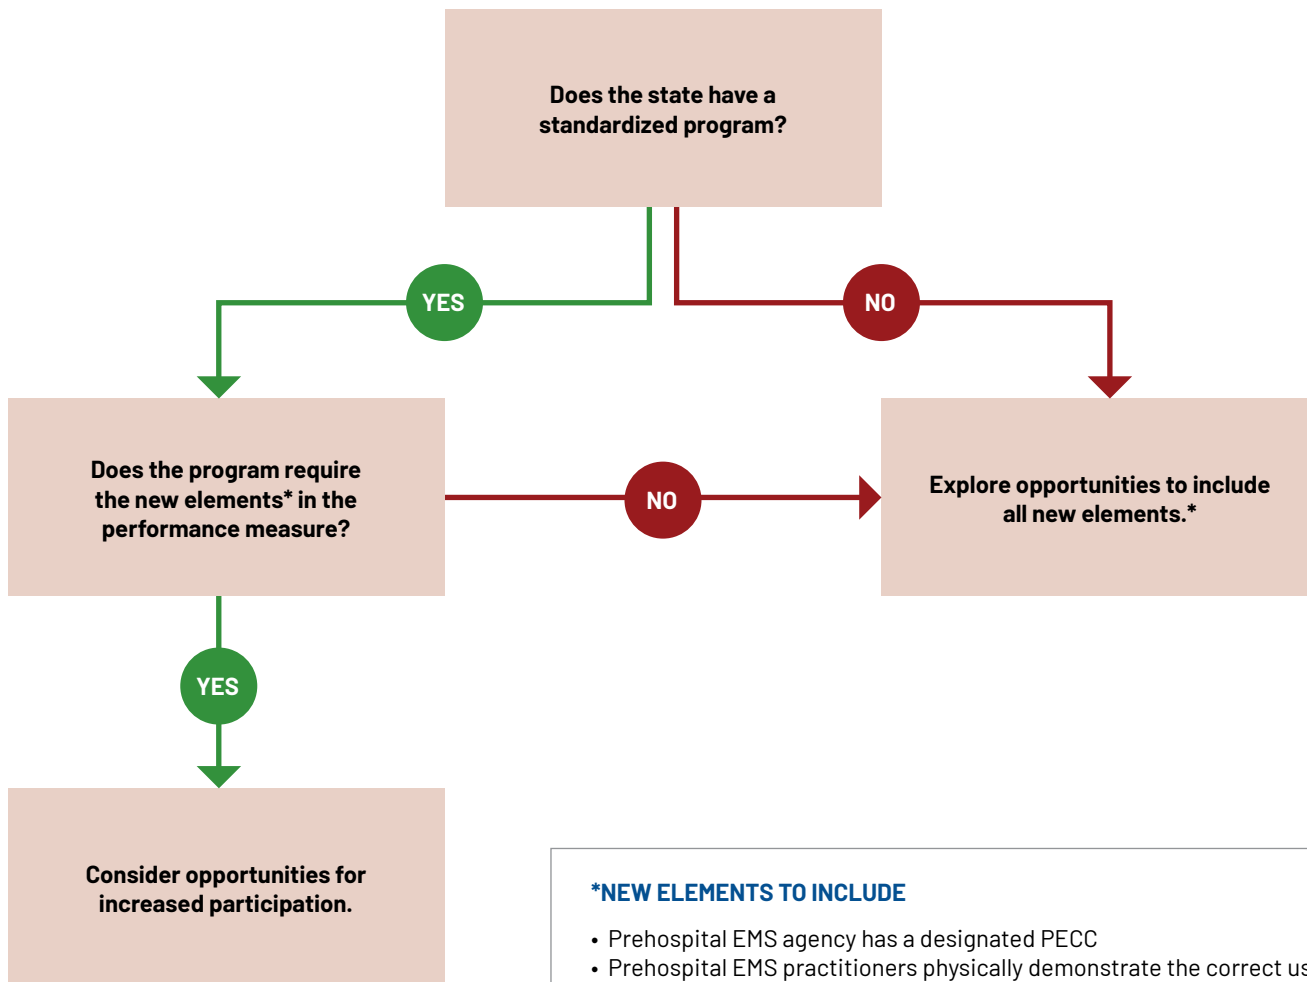 Does the state have a
standardized program?
YES
NO
Does the program require
the new elements* in the
performance measure?
NO
Explore opportunities to include
all new elements.*
YES
Consider opportunities for
increased participation.
*NEW ELEMENTS TO INCLUDE
• Prehospital EMS agency has a designated PECC
• Prehospital EMS practitioners physically demonstrate the correct